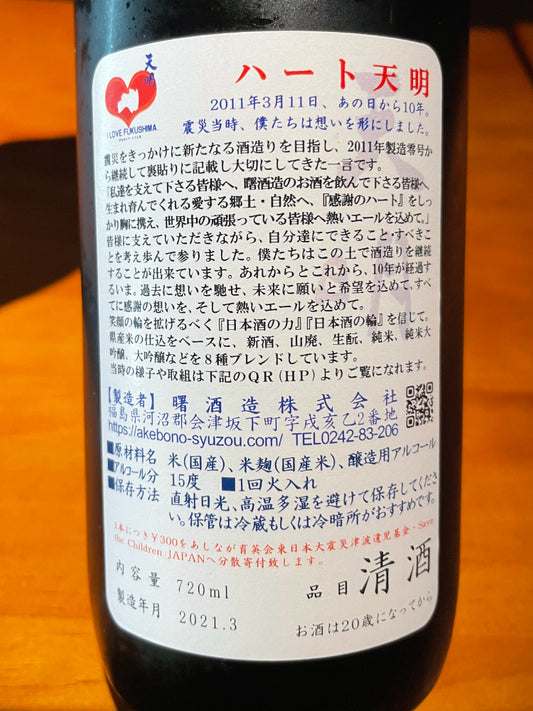 天明
I LOVE FUKUSHIMA
ハート天明
2011年3月11日、あの日から10年。
震災当時、僕たちは想いを形にしました。
震災をきっかけに新たなる酒造りを目指し、2011年製造零号か
ら継続して裏貼りに記載し大切にしてきた一言です。
「私達を支えて下さる皆様へ、曙酒造のお酒を飲んで下さる皆様へ、
生まれ育んでくれる愛する郷土・自然へ、『感謝のハート』をしっ
かり胸に携え、世界中の頑張っている皆様へ熱いエールを込めて。」
皆様に支えていただきながら、自分達にできること・すべきこ
とを考え歩んで参りました。僕たちはこの土で酒造りを継続
することが出来ています。あれからとこれから、10年が経過す
るいま。過去に想いを馳せ、未来に願いと希望を込めて、すべ
てに感謝の想いを、そして熱いエールを込めて。
笑顔の輪を拡げるべく『日本酒の力』『日本酒の輪』を信じて。
県産米の仕込をベースに、新酒、山廃、生酛、純米、純米大
吟醸、大吟醸などを8種ブレンドしています。
当時の様子や取組は下記のQR(HP)よりご覧になれます。
【製造者】曙酒造株式会社
福島県河沼郡会津坂下町字戌亥乙2番地
https://akebono-syuzou.com/ TEL0242-83-206
■原材料名 米(国産)、米麹(国産米)、醸造用アルコール
■アルコール分 15度 ■1回火入れ
■保存方法 直射日光、高温多湿を避けて保存してくださ
い。保管は冷蔵もしくは冷暗所がおすすめです。
1本につき¥300をあしなが育英会東日本大震災津波遺児基金・Save
the Children JAPANへ分散寄付致します。
内容量 720ml
品目 清酒
製造年月 2021.3
お酒は20歳になってから